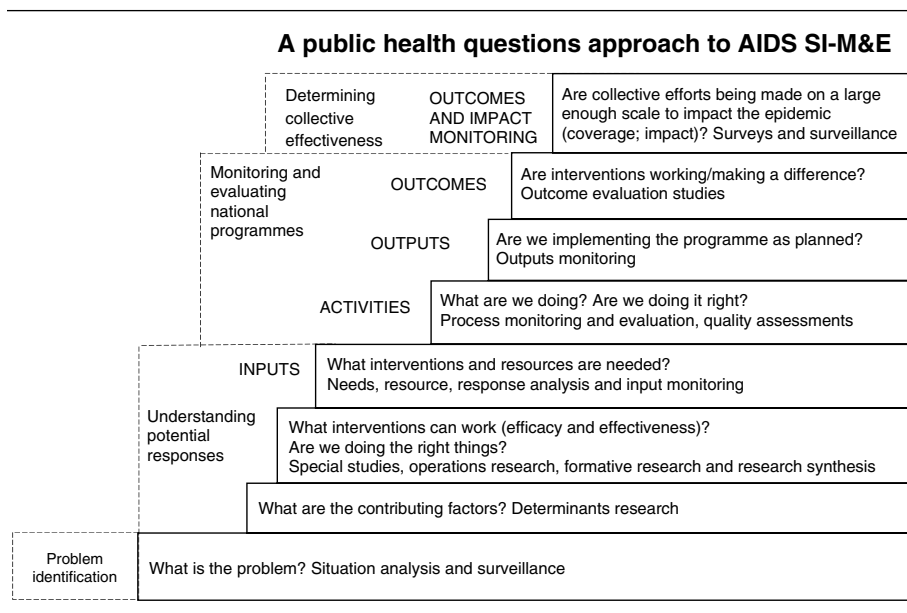 A public health questions approach to AIDS SI-M&E
Determining
collective
effectiveness
OUTCOMES
AND IMPACT
MONITORING
Are collective efforts being made on a large
enough scale to impact the epidemic
(coverage; impact)? Surveys and surveillance
Monitoring and
evaluating
national
programmes
OUTCOMES
Are interventions working/making a difference?
Outcome evaluation studies
OUTPUTS
Are we implementing the programme as planned?
Outputs monitoring
ACTIVITIES
What are we doing? Are we doing it right?
Process monitoring and evaluation, quality assessments
INPUTS
What interventions and resources are needed?
Needs, resource, response analysis and input monitoring
Understanding
potential
responses
What interventions can work (efficacy and effectiveness)?
Are we doing the right things?
Special studies, operations research, formative research and research synthesis
What are the contributing factors? Determinants research
Problem
identification
What is the problem? Situation analysis and surveillance